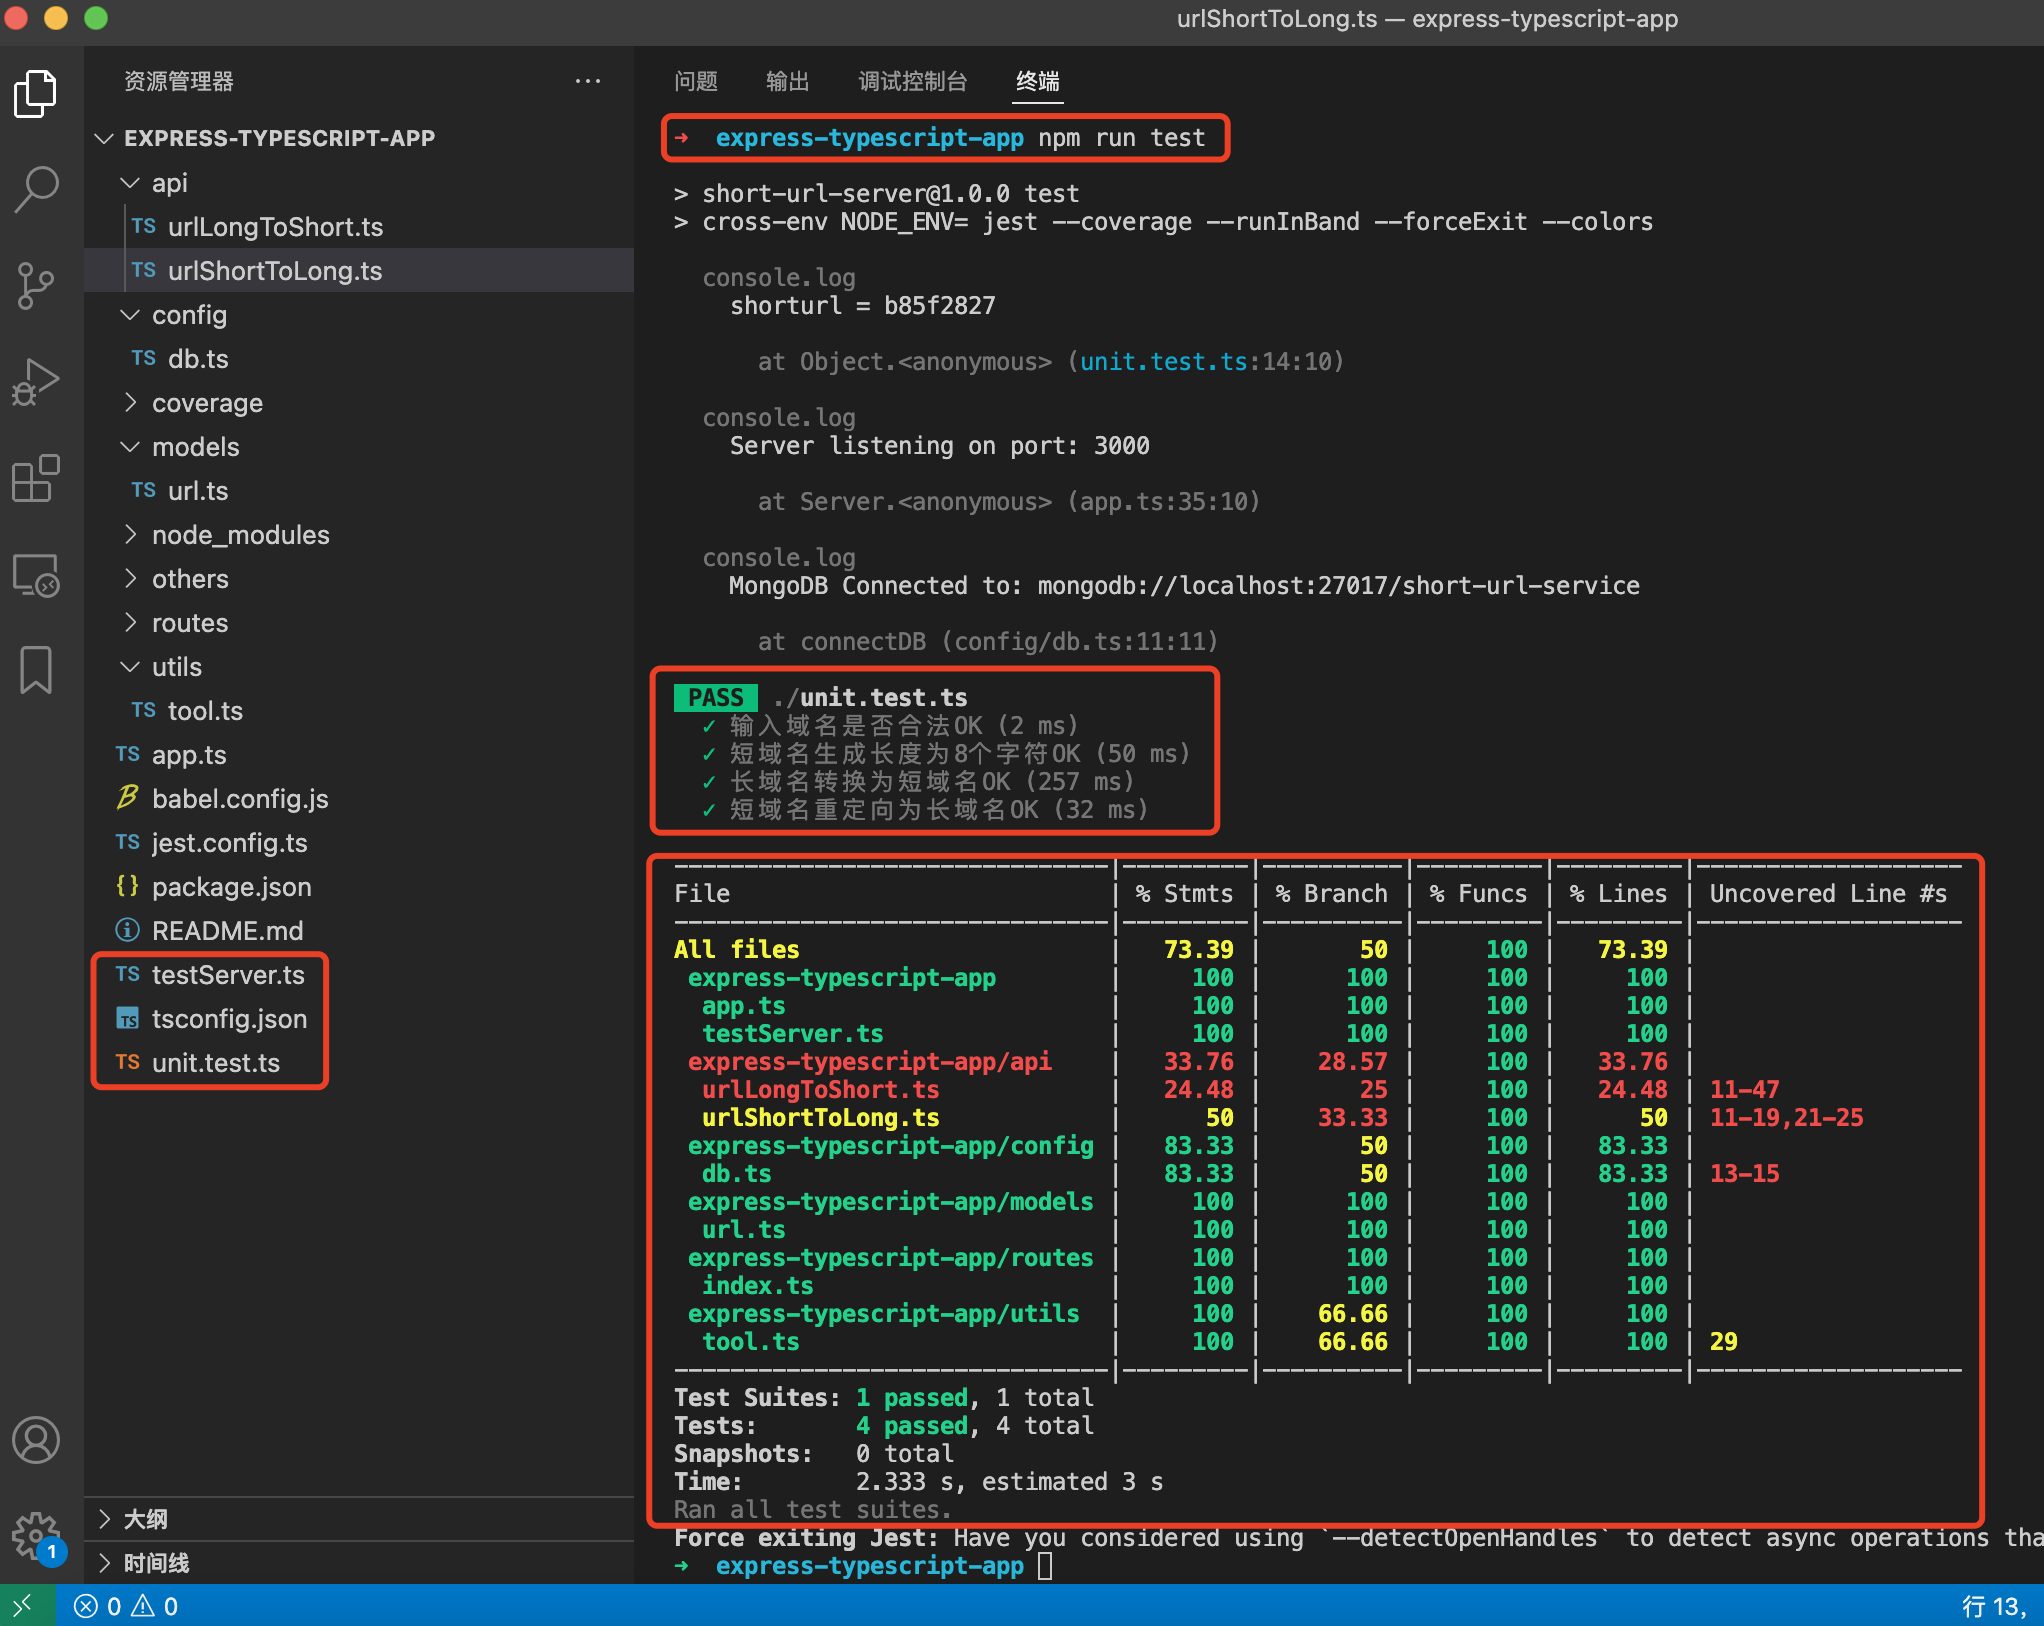 urlShortToLong.ts — express-typescript-app
资源管理器
EXPRESS-TYPESCRIPT-APP
api
TS urlLongToShort.ts
TS urlShortToLong.ts
config
TS db.ts
coverage
models
TS url.ts
node_modules
others
routes
utils
TS tool.ts
TS app.ts
babel.config.js
TS jest.config.ts
{} package.json
README.md
TS testServer.ts
TS tsconfig.json
TS unit.test.ts
大纲
时间线
1
问题 输出 调试控制台 终端
→ express-typescript-app npm run test
> short-url-server@1.0.0 test
> cross-env NODE_ENV= jest --coverage --runInBand --forceExit --colors
console.log
shorturl = b85f2827
at Object.<anonymous> (unit.test.ts:14:10)
console.log
Server listening on port: 3000
at Server.<anonymous> (app.ts:35:10)
console.log
MongoDB Connected to: mongodb://localhost:27017/short-url-service
at connectDB (config/db.ts:11:11)
PASS ./unit.test.ts
✓ 输入域名是否合法OK (2 ms)
✓ 短域名生成长度为8个字符OK (50 ms)
✓ 长域名转换为短域名OK (257 ms)
✓ 短域名重定向为长域名OK (32 ms)
File | % Stmts | % Branch | % Funcs | % Lines | Uncovered Line #s
All files | 73.39 | 50 | 100 | 73.39 |
express-typescript-app | 100 | 100 | 100 | 100 |
app.ts | 100 | 100 | 100 | 100 |
testServer.ts | 100 | 100 | 100 | 100 |
express-typescript-app/api | 33.76 | 28.57 | 100 | 33.76 |
urlLongToShort.ts | 24.48 | 25 | 100 | 24.48 | 11-47
urlShortToLong.ts | 50 | 33.33 | 100 | 50 | 11-19,21-25
express-typescript-app/config | 83.33 | 50 | 100 | 83.33 |
db.ts | 83.33 | 50 | 100 | 83.33 | 13-15
express-typescript-app/models | 100 | 100 | 100 | 100 |
url.ts | 100 | 100 | 100 | 100 |
express-typescript-app/routes | 100 | 100 | 100 | 100 |
index.ts | 100 | 100 | 100 | 100 |
express-typescript-app/utils | 100 | 66.66 | 100 | 100 |
tool.ts | 100 | 66.66 | 100 | 100 | 29
Test Suites: 1 passed, 1 total
Tests: 4 passed, 4 total
Snapshots: 0 total
Time: 2.333 s, estimated 3 s
Ran all test suites.
Force exiting Jest: Have you considered using `--detectOpenHandles` to detect async operations tha
→ express-typescript-app
0 0
行 13,